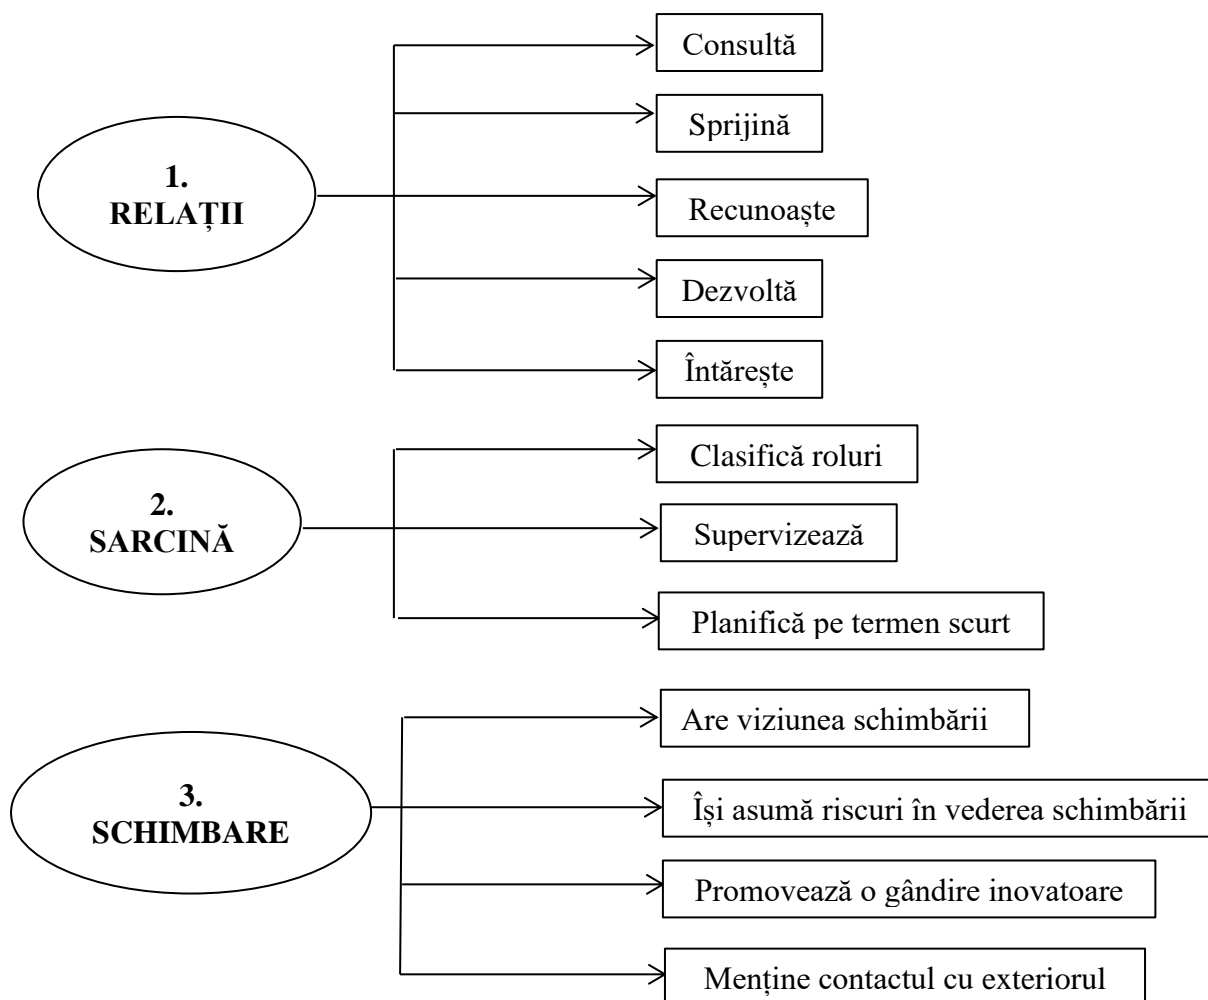 1.
RELAȚII
Consultă
Sprijină
Recunoaște
Dezvoltă
Întărește
2.
SARCINĂ
Clasifică roluri
Supervizează
Planifică pe termen scurt
3.
SCHIMBARE
Are viziunea schimbării
Își asumă riscuri în vederea schimbării
Promovează o gândire inovatoare
Menține contactul cu exteriorul